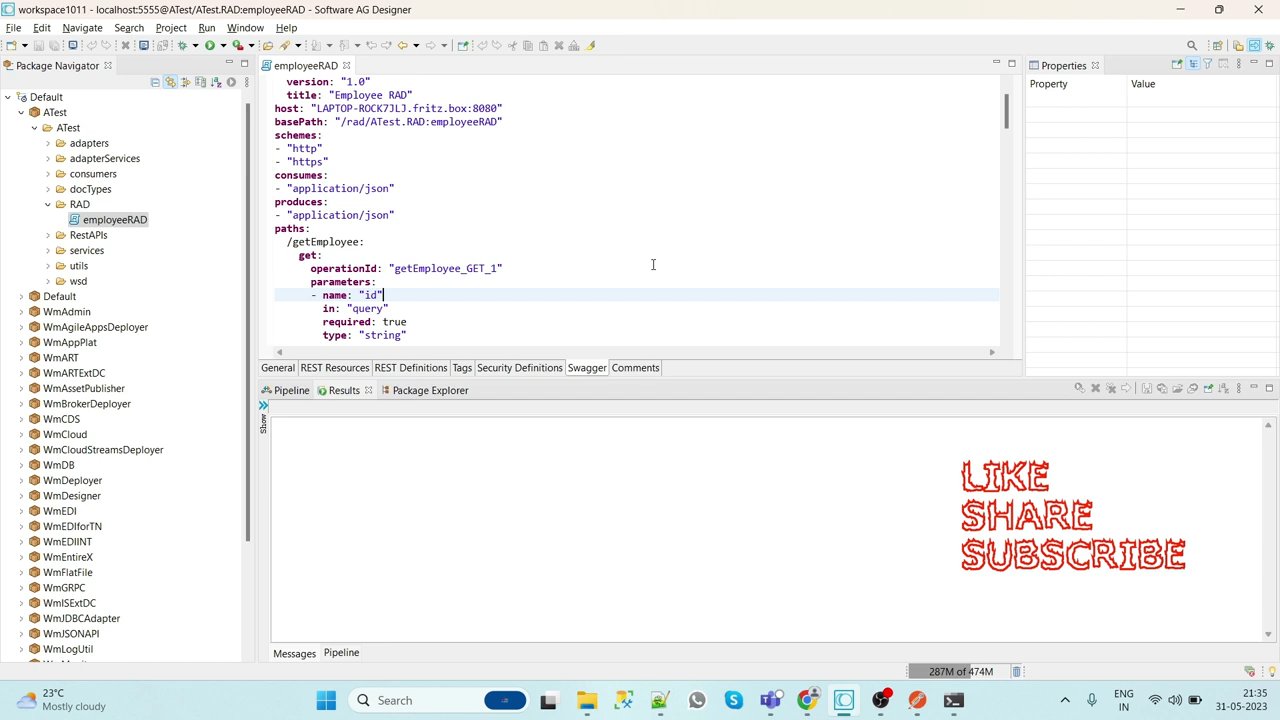 workspace1011 - localhost:5555@ATest/ATest.RAD:employeeRAD - Software AG Designer
File Edit Navigate Search Project Run Window Help
Package Navigator
Default
ATest
ATest
adapters
adapterServices
consumers
docTypes
RAD
employeeRAD
RestAPIs
services
utils
wsd
Default
WmAdmin
WmAgileAppsDeployer
WmAppPlat
WmART
WmARTExtDC
WmAssetPublisher
WmBrokerDeployer
WmCDS
WmCloud
WmCloudStreamsDeployer
WmDB
WmDeployer
WmDesigner
WmEDI
WmEDIforTN
WmEDIINT
WmEntireX
WmFlatFile
WmGRPC
WmISExtDC
WmJDBCAdapter
WmJSONAPI
WmLogUtil
employeeRAD
version: "1.0"
title: "Employee RAD"
host: "LAPTOP-ROCK7JLJ.fritz.box:8080"
basePath: "/rad/ATest.RAD:employeeRAD"
schemes:
- "http"
- "https"
consumes:
- "application/json"
produces:
- "application/json"
paths:
/getEmployee:
get:
operationId: "getEmployee_GET_1"
parameters:
- name: "id"
in: "query"
required: true
type: "string"
General REST Resources REST Definitions Tags Security Definitions Swagger Comments
Properties
Property Value
Pipeline Results Package Explorer
Show
LIKE
SHARE
SUBSCRIBE
Messages Pipeline
287M of 474M
23°C
Mostly cloudy
Search
ENG
IN
21:35
31-05-2023